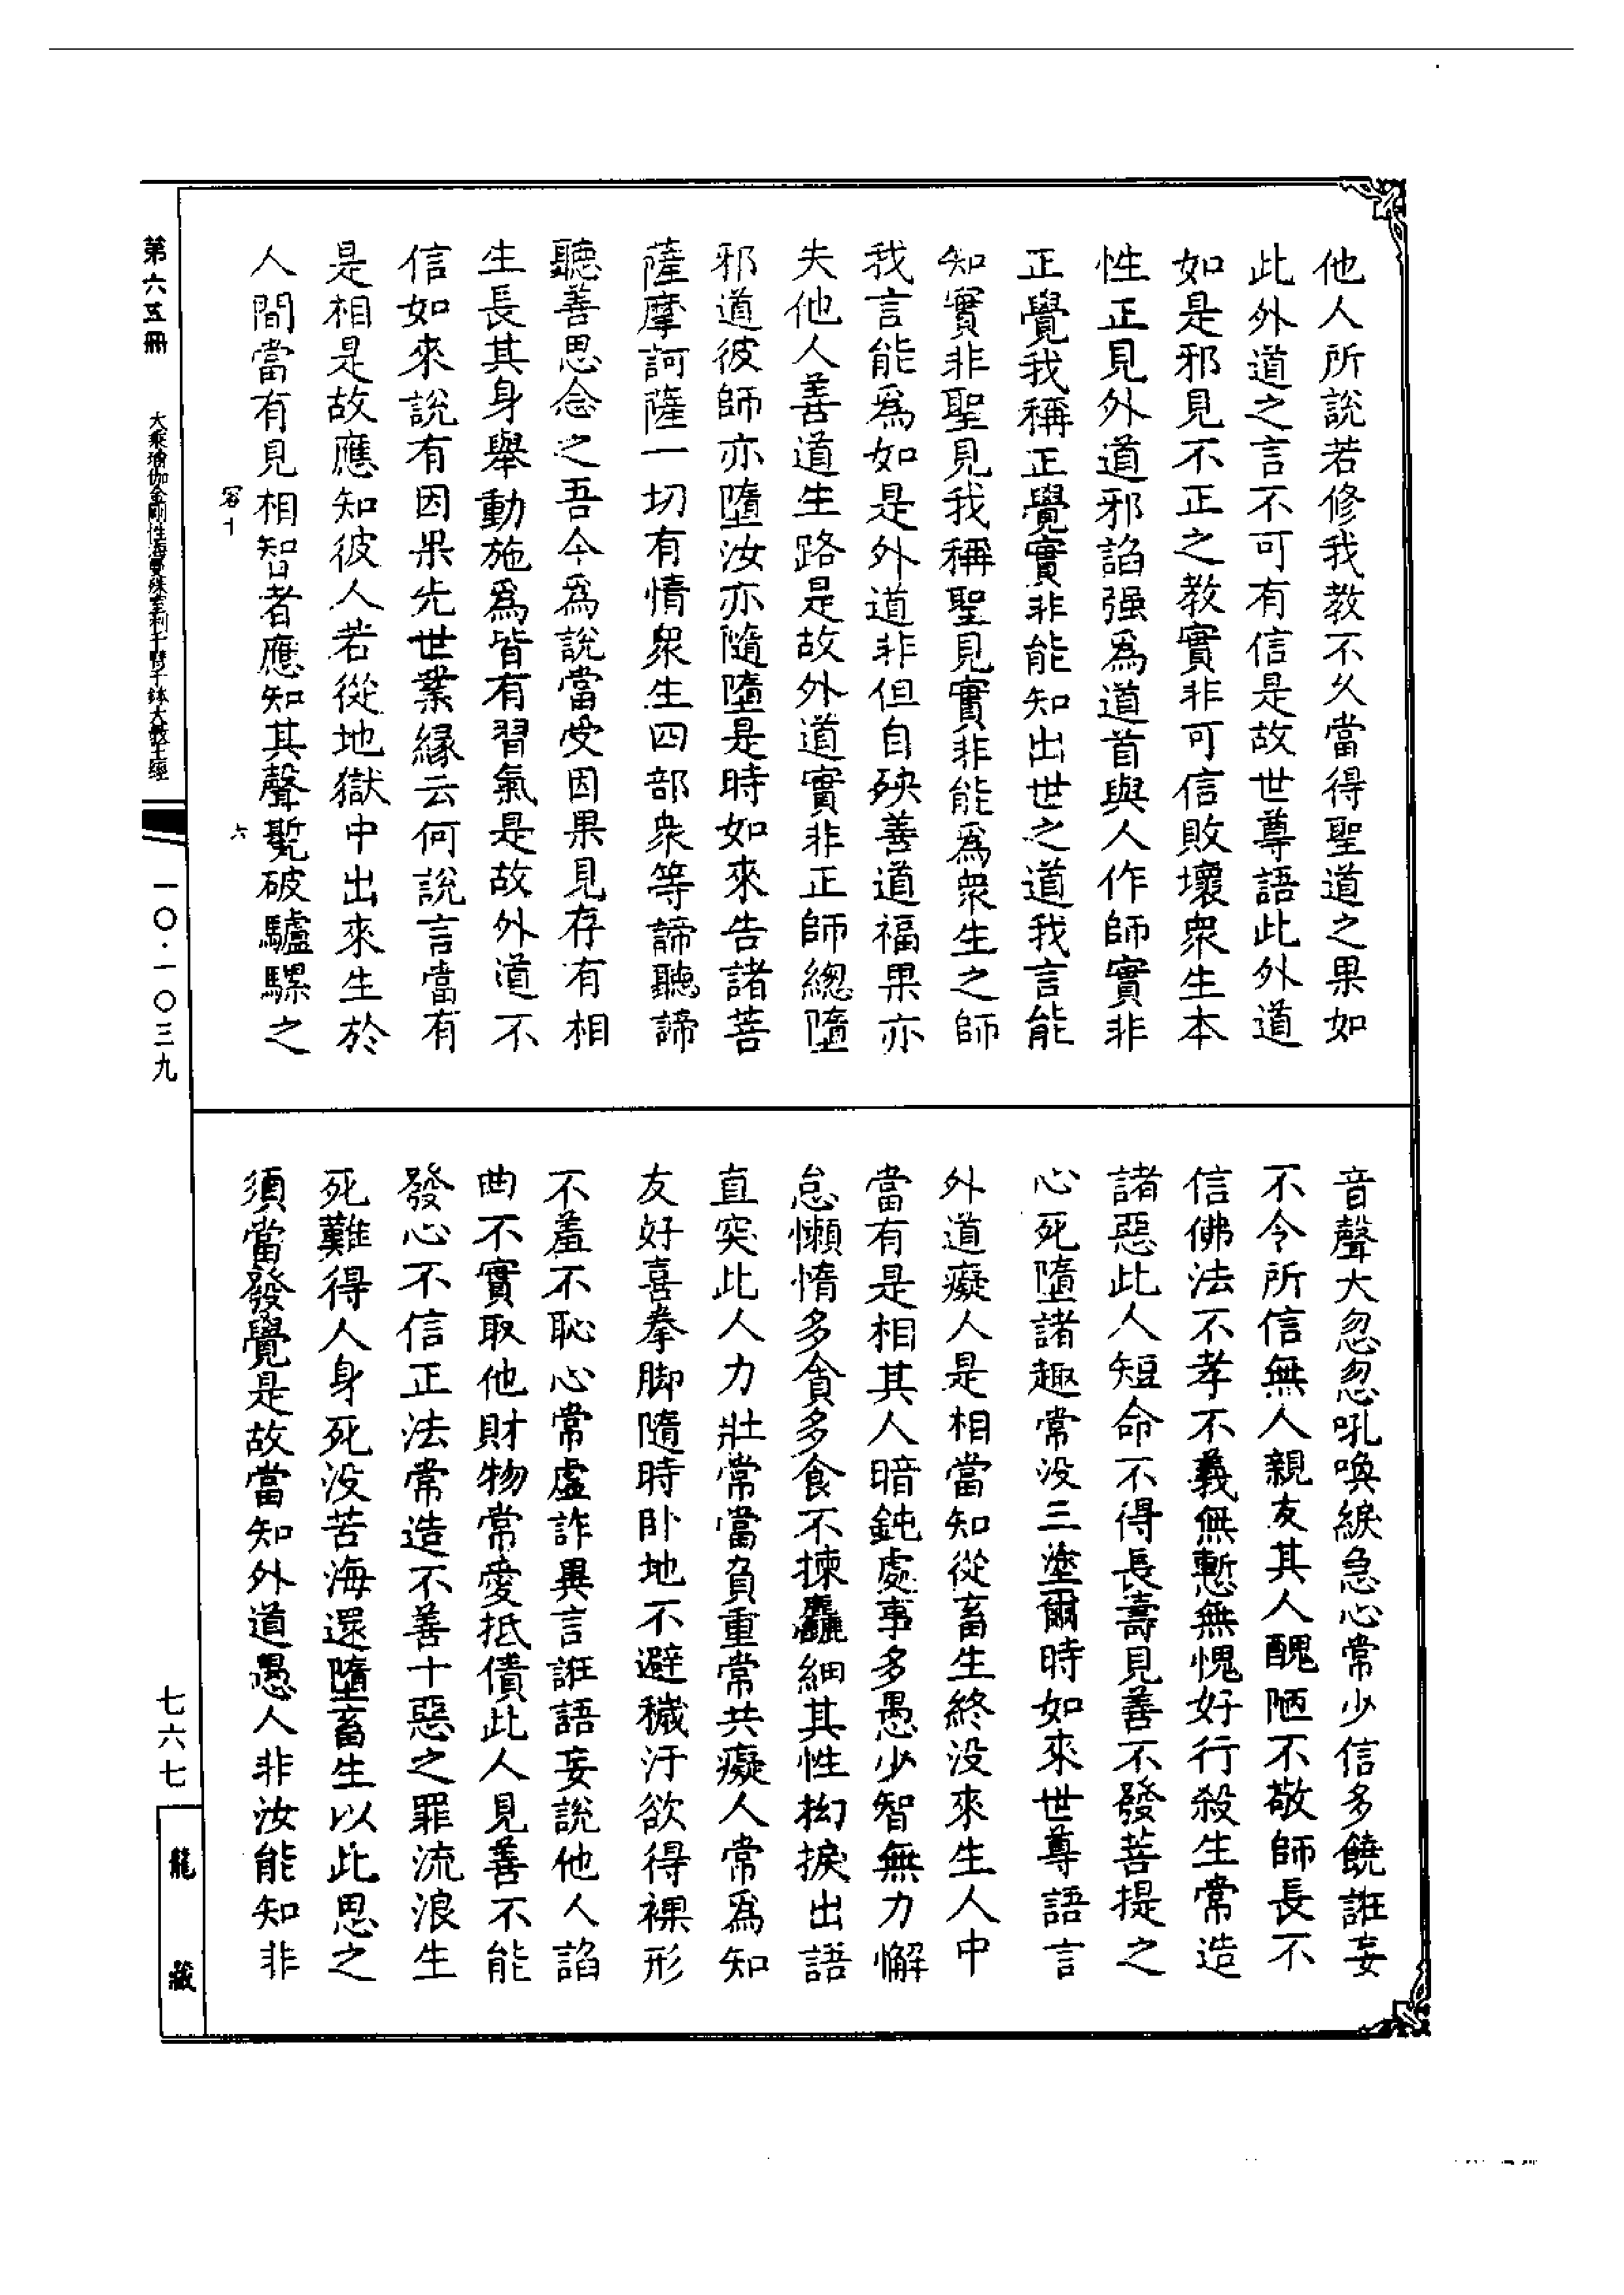 他人所說若修我教不久當得聖道之果如
此外道之言不可有信是故世尊語此外道
如是邪見不正之教實非可信敗壞衆生本
性正見外道邪諂强爲道首與人作師實非
正覺我稱正覺實非能知出世之道我言能
知實非聖見我稱聖見實非能爲衆生之師
我言能爲如是外道非但自殃善道福果亦
失他人善道生路是故外道實非正師總墮
邪道彼師亦墮汝亦隨墮是時如來告諸菩
薩摩訶薩一切有情衆生四部衆等諦聽諦
聽善思念之吾今爲說當受因果見存有相
生長其身舉動施爲皆有習氣是故外道不
信如來說有因果先世業緣云何說言當有
是相是故應知彼人若從地獄中出來生於
人間當有見相智者應知其聲㽄破驢騾之
音聲大忽忽吼喚綟急心常少信多饒誑妄
不令所信無人親友其人醜陋不敬師長不
信佛法不孝不義無慙無愧好行殺生常造
諸惡此人短命不得長壽見善不發菩提之
心死墮諸趣常没三塗爾時如來世尊語言
外道癡人是相當知從畜生終没來生人中
當有是相其人暗鈍處事多愚少智無力懈
怠懶惰多貪多食不揀麤細其性拗捩出語
直突此人力壯常當負重常共癡人常爲知
友好喜拳脚隨時卧地不避穢汙欲得裸形
不羞不恥心常虛詐異言誑語妄說他人諂
曲不實取他財物常愛抵債此人見善不能
發心不信正法常造不善十惡之罪流浪生
死難得人身死没苦海還墮畜生以此思之
須當發覺是故當知外道愚人非汝能知非
第六五冊
大乘瑜伽金剛性海曼殊室利千臂千鉢大教王經
六
一〇·一〇三九
七六七
龍藏